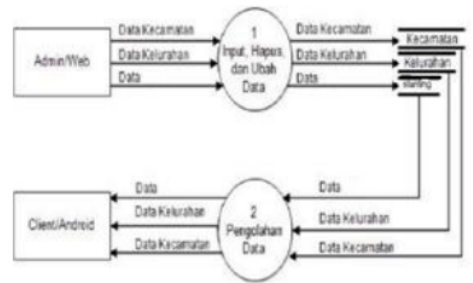 Data Kecamatan
Data Kelurahan
Data
Admin/Web
1
Input, Hapus,
dan Ubah
Data
Data Kecamatan
Data Kelurahan
Data
Kecamatan
Kelurahan
Data
Data Kelurahan
Data Kecamatan
Client/Android
2
Pengolahan
Data
Data
Data Kelurahan
Data Kecamatan